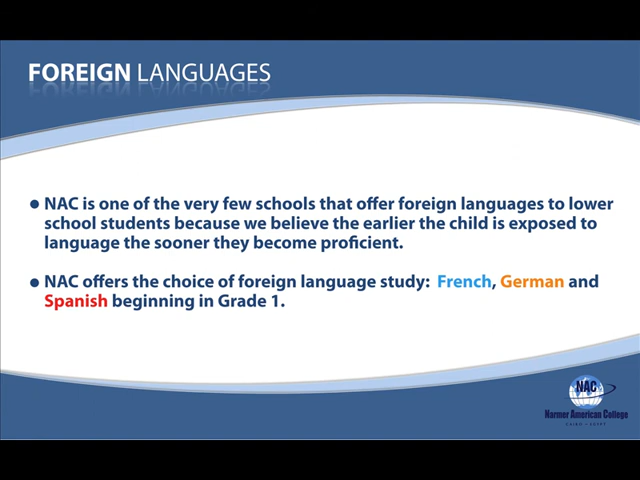 FOREIGN LANGUAGES
• NAC is one of the very few schools that offer foreign languages to lower
school students because we believe the earlier the child is exposed to
language the sooner they become proficient.
• NAC offers the choice of foreign language study: French, German and
Spanish beginning in Grade 1.
NAC
Narmer American College
CAIRO • EGYPT